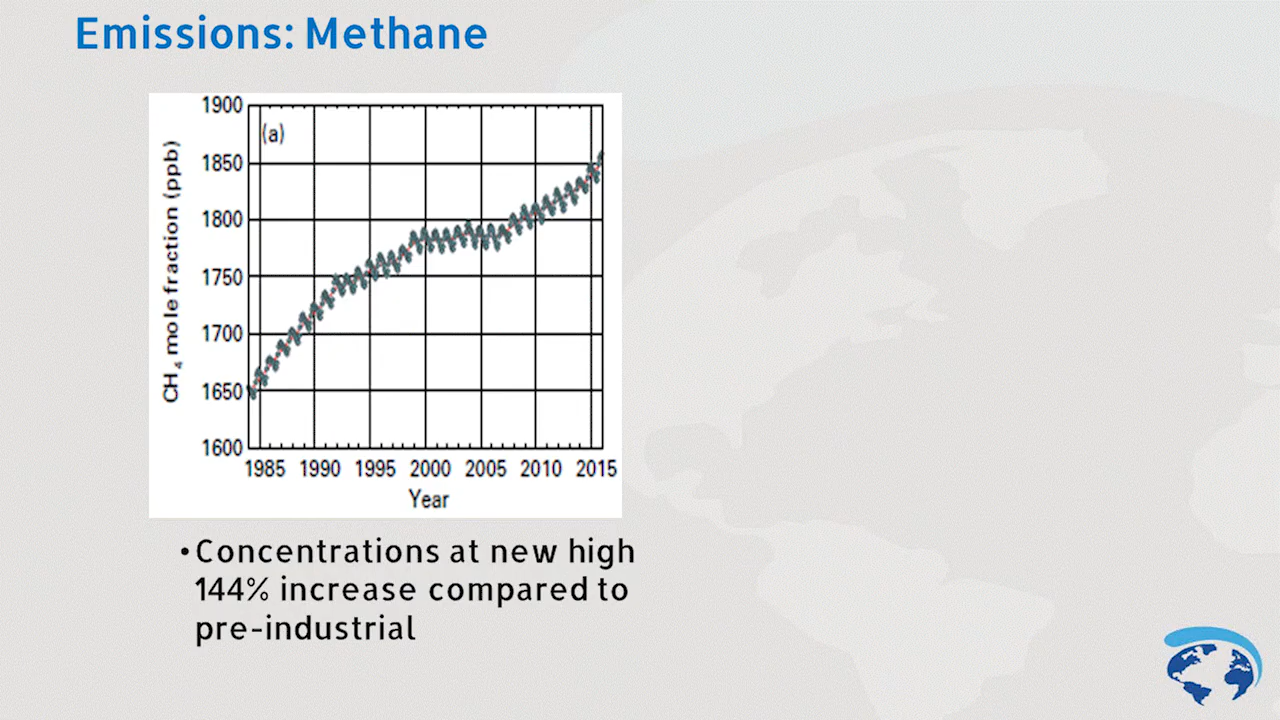 Emissions: Methane
1900
(a)
1850
1800
1750
1700
1650
1600
CH4 mole fraction (ppb)
1985 1990 1995 2000 2005 2010 2015
Year
•Concentrations at new high
144% increase compared to
pre-industrial